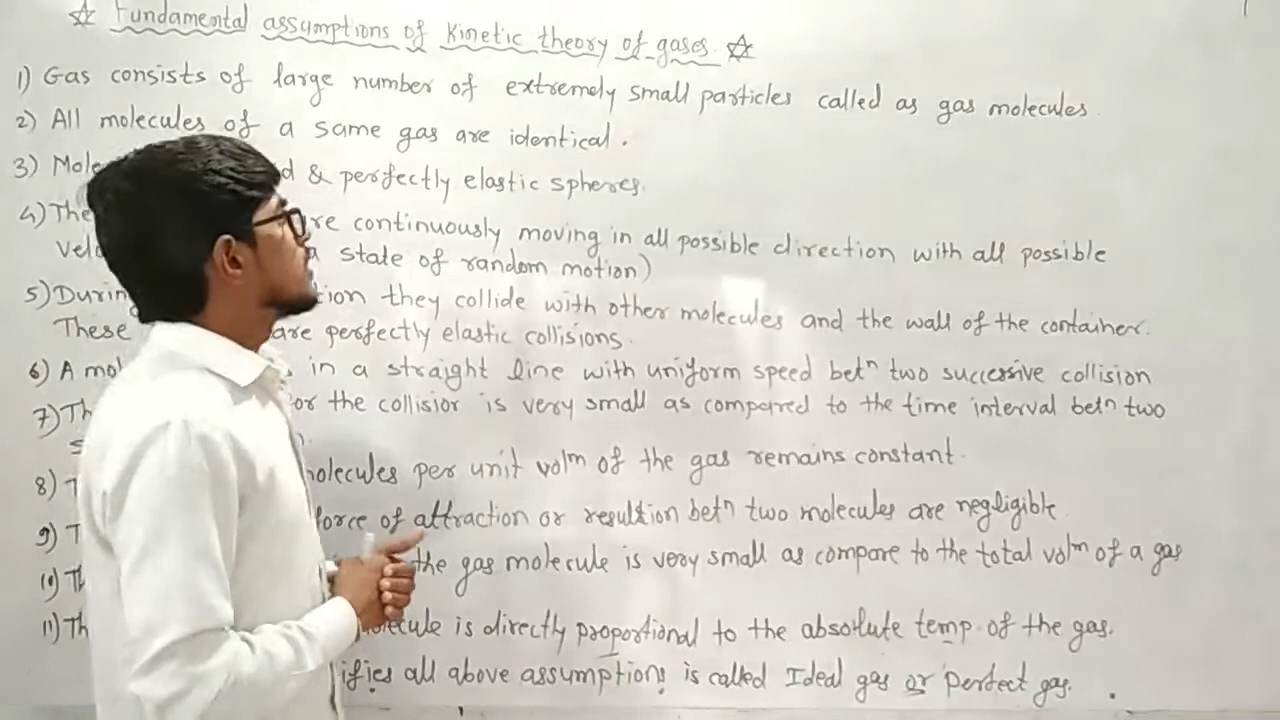 ☆ Fundamental assumptions of Kinetic theory of gases. ☆
1) Gas consists of large number of extremely small particles called as gas molecules.
2) All molecules of a same gas are identical.
3) Mole d & perfectly elastic spheres.
4) The re continuously moving in all possible direction with all possible
Velo a state of random motion)
5) During tion they collide with other molecules and the wall of the container.
These are perfectly elastic collisions.
6) A mol s in a straight line with uniform speed betⁿ two successive collision
7) Th or the collision is very small as compared to the time interval betⁿ two
s
8) T molecules per unit volᵐ of the gas remains constant.
9) T force of attraction or betⁿ two molecules are negligible
10) Th the gas molecule is very small as compare to the total volᵐ of a gas
11) Th molecule is directly proportional to the absolute temp. of the gas.
ifies all above assumptions is called Ideal gas or perfect gas.